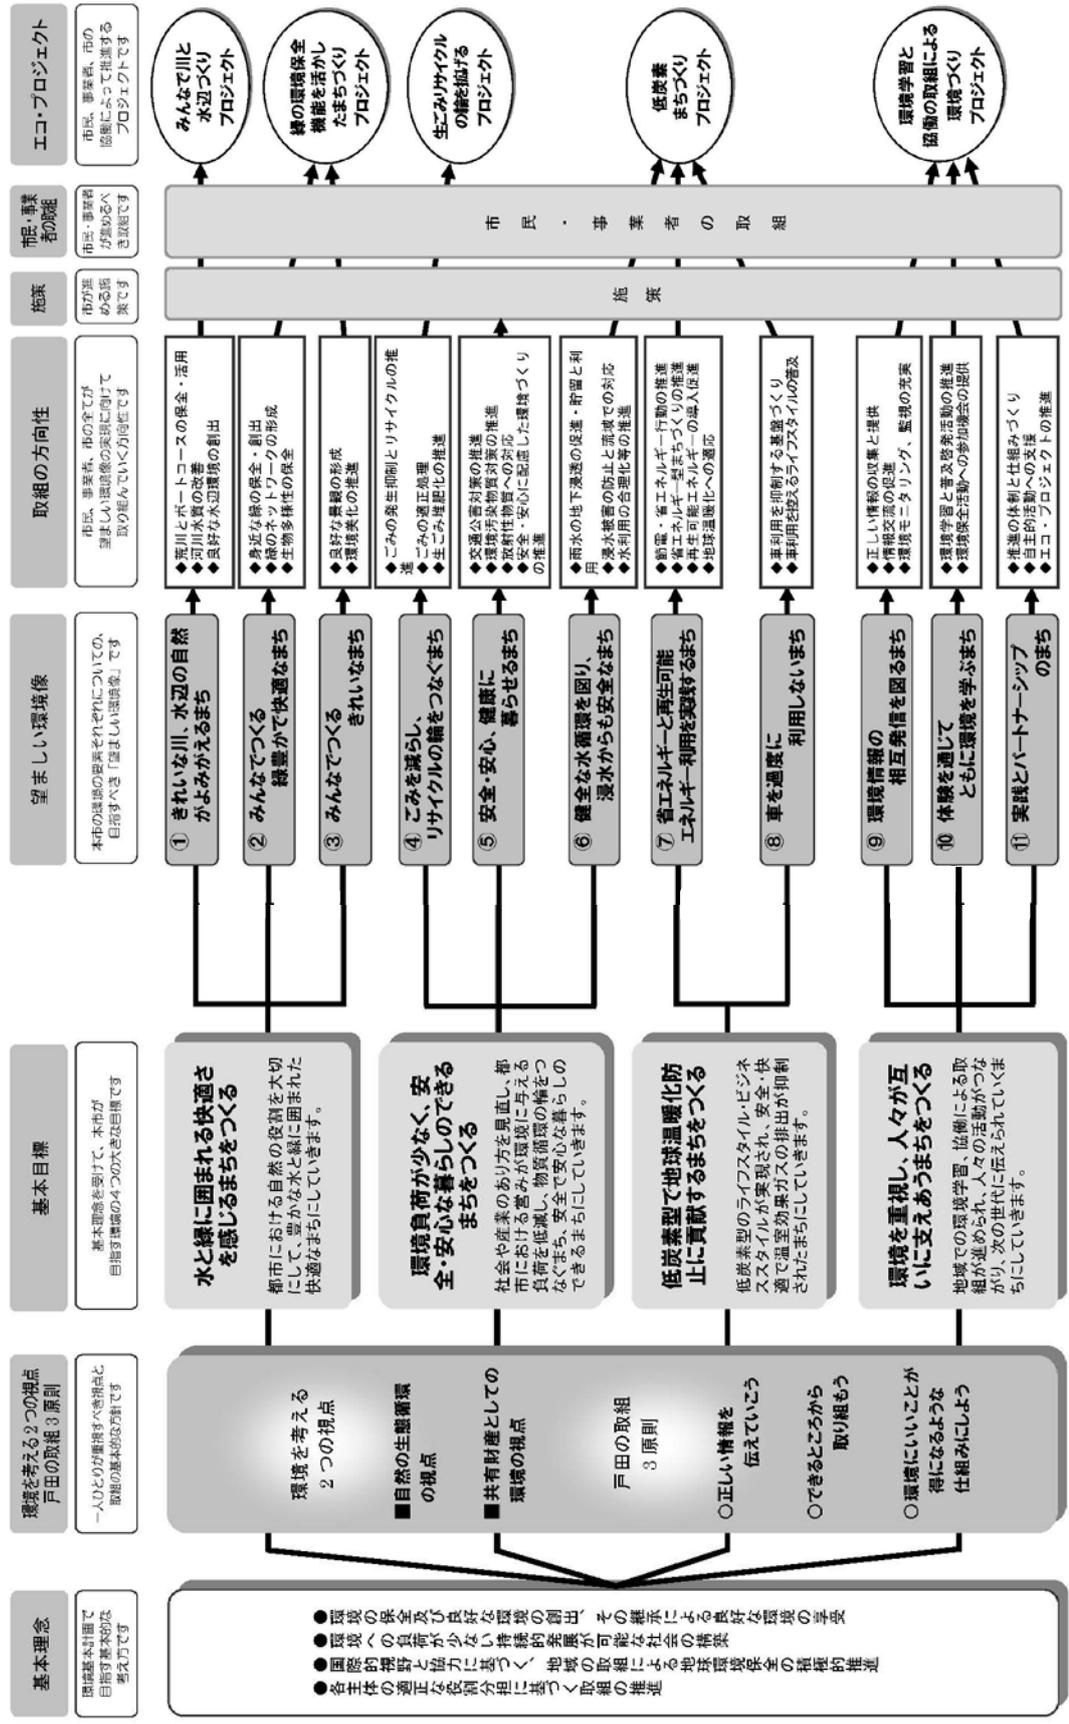 基本理念
環境基本計画で
目指す基本的な
考え方です
●環境の保全及び良好な環境の創出、その継承による良好な環境の享受
●環境への負荷が少ない持続的発展が可能な社会の構築
●国際的視野と協力に基づく、地域の取組による地球環境保全の積極的推進
●各主体の適正な役割分担に基づく取組の推進
環境を考える2つの視点
戸田の取組3原則
一人ひとりが重視すべき視点と
取組の基本的な方針です
環境を考える
2つの視点
■自然の生態循環
の視点
■共有財産としての
環境の視点
戸田の取組
3原則
○正しい情報を
伝えていこう
○できるところから
取り組もう
○環境にいいことが
得になるような
仕組みにしよう
基本目標
基本理念を受けて、本市が
目指す環境の4つの大きな目標です
水と緑に囲まれる快適さ
を感じるまちをつくる
都市における自然の役割を大切
にして、豊かな水と緑に囲まれた
快適なまちにしていきます。
環境負荷が少なく、安
全・安心な暮らしのできる
まちをつくる
社会や産業のあり方を見直し、都
市における営みが環境に与える
負荷を低減し、物質循環の輪をつ
なぐまち、安全で安心な暮らしの
できるまちにしていきます。
低炭素型で地球温暖化防
止に貢献するまちをつくる
低炭素型のライフスタイル・ビジネ
ススタイルが実現され、安全・快
適で温室効果ガスの排出が抑制
されたまちにしていきます。
環境を重視し、人々が互
いに支えあうまちをつくる
地域での環境学習、協働による取
組が進められ、人々の活動がつな
がり、次の世代に伝えられていくま
ちにしていきます。
望ましい環境像
本市の環境の要素それぞれについての、
目指すべき「望ましい環境像」です
① きれいな川、水辺の自然
がよみがえるまち
② みんなでつくる
緑豊かで快適なまち
③ みんなでつくる
きれいなまち
④ ごみを減らし、
リサイクルの輪をつなぐまち
⑤ 安全・安心、健康に
暮らせるまち
⑥ 健全な水循環を図り、
浸水からも安全なまち
⑦ 省エネルギーと再生可能
エネルギー利用を実践するまち
⑧ 車を過度に
利用しないまち
⑨ 環境情報の
相互発信を図るまち
⑩ 体験を通じて
ともに環境を学ぶまち
⑪ 実践とパートナーシップ
のまち
取組の方向性
市民、事業者、市の全てが
望ましい環境像の実現に向けて
取り組んでいく方向性です
◆荒川とボートコースの保全・活用
◆河川水質の改善
◆良好な水辺環境の創出
◆身近な緑の保全・創出
◆緑のネットワークの形成
◆生物多様性の保全
◆良好な景観の形成
◆環境美化の推進
◆ごみの発生抑制とリサイクルの推
進
◆ごみの適正処理
◆生ごみ堆肥化の推進
◆交通公害対策の推進
◆環境汚染物質対策の推進
◆放射性物質への対応
◆安全・安心に配慮した環境づくり
の推進
◆雨水の地下浸透の促進・貯留と利
用
◆浸水被害の防止と流域での対応
◆水利用の合理化等の推進
◆節電・省エネルギー行動の推進
◆省エネルギー型まちづくりの推進
◆再生可能エネルギーの導入促進
◆地球温暖化への適応
◆車利用を抑制する基盤づくり
◆車利用を控えるライフスタイルの普及
◆正しい情報の収集と提供
◆情報交流の促進
◆環境モニタリング、監視の充実
◆環境学習と普及啓発活動の推進
◆環境保全活動への参加機会の提供
◆推進の体制と仕組みづくり
◆自主的活動への支援
◆エコ・プロジェクトの推進
施策
市が進
める施
策です
施策
市民・事業
者の取組
市民・事業者
が進めるべ
き取組です
市民・事業者の取組
エコ・プロジェクト
市民、事業者、市の
協働によって推進する
プロジェクトです
みんなで川と
水辺づくり
プロジェクト
緑の環境保全
機能を活かし
たまちづくり
プロジェクト
生ごみリサイクル
の輪を拡げる
プロジェクト
低炭素
まちづくり
プロジェクト
環境学習と
協働の取組による
環境づくり
プロジェクト